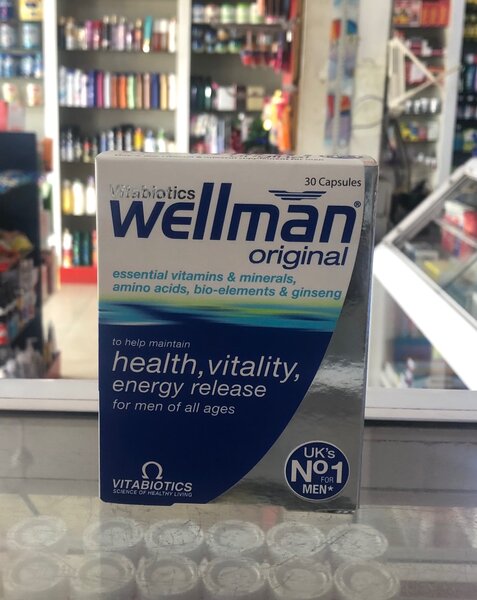 30 Capsules
Vitabiotics
wellman®
original
essential vitamins & minerals,
amino acids, bio-elements & ginseng
to help maintain
health, vitality,
energy release
for men of all ages
UK's
No1
FOR
MEN*
VITABIOTICS
SCIENCE OF HEALTHY LIVING